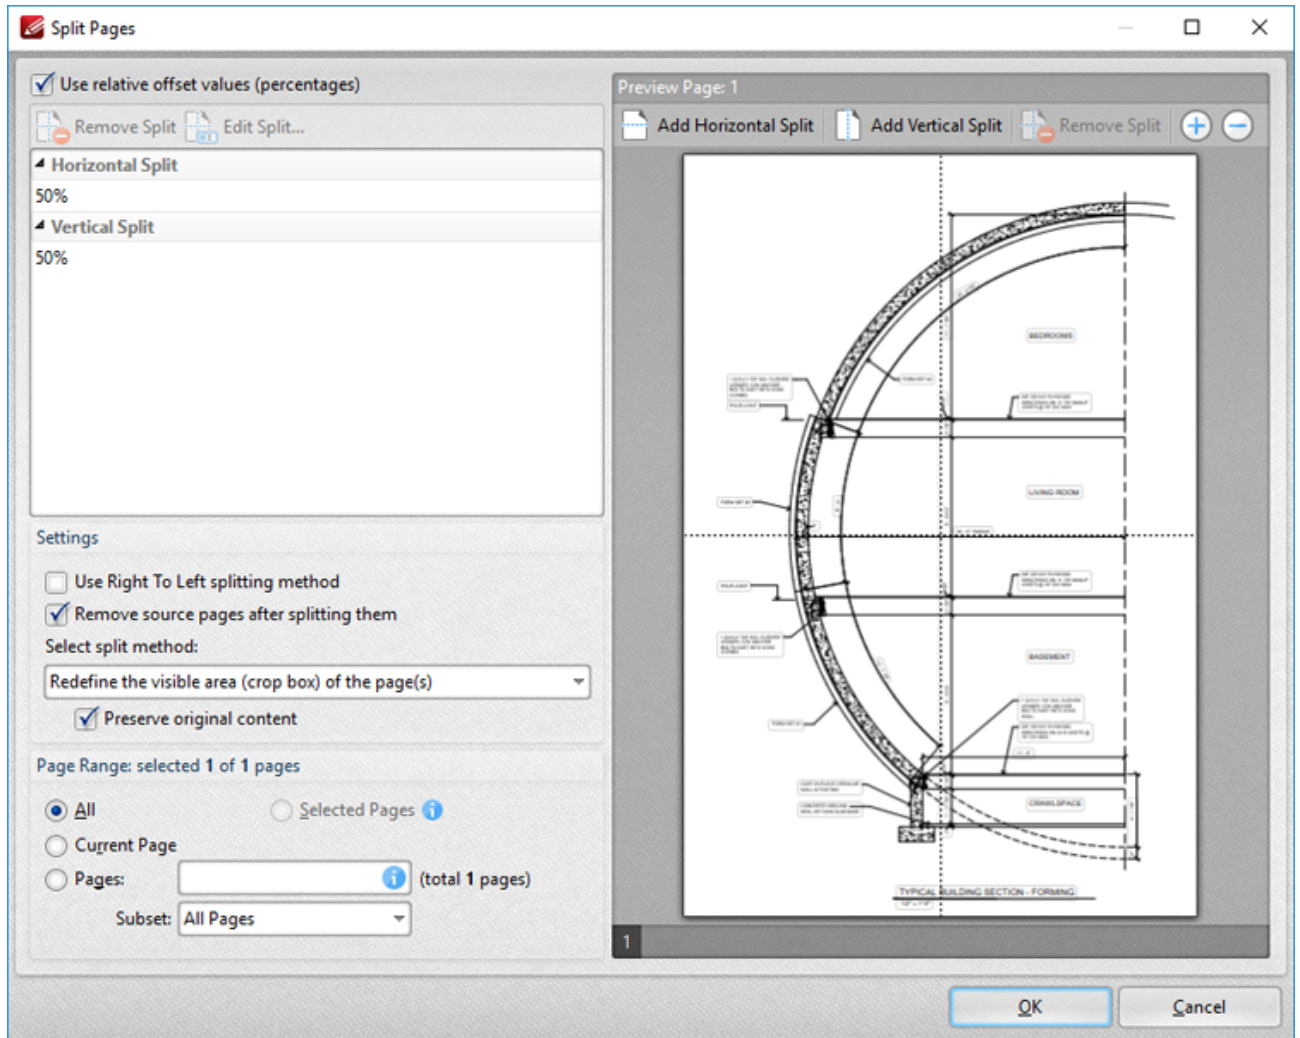 Split Pages
Use relative offset values (percentages)
Remove Split
Edit Split...
Horizontal Split
50%
Vertical Split
50%
Settings
Use Right To Left splitting method
Remove source pages after splitting them
Select split method:
Redefine the visible area (crop box) of the page(s)
Preserve original content
Page Range: selected 1 of 1 pages
All
Selected Pages
Current Page
Pages:
(total 1 pages)
Subset:
All Pages
Preview Page: 1
Add Horizontal Split
Add Vertical Split
Remove Split
BEDROOMS
LIVING ROOM
BASEMENT
CRAWLSPACE
TYPICAL BUILDING SECTION - FORMING
1
OK
Cancel